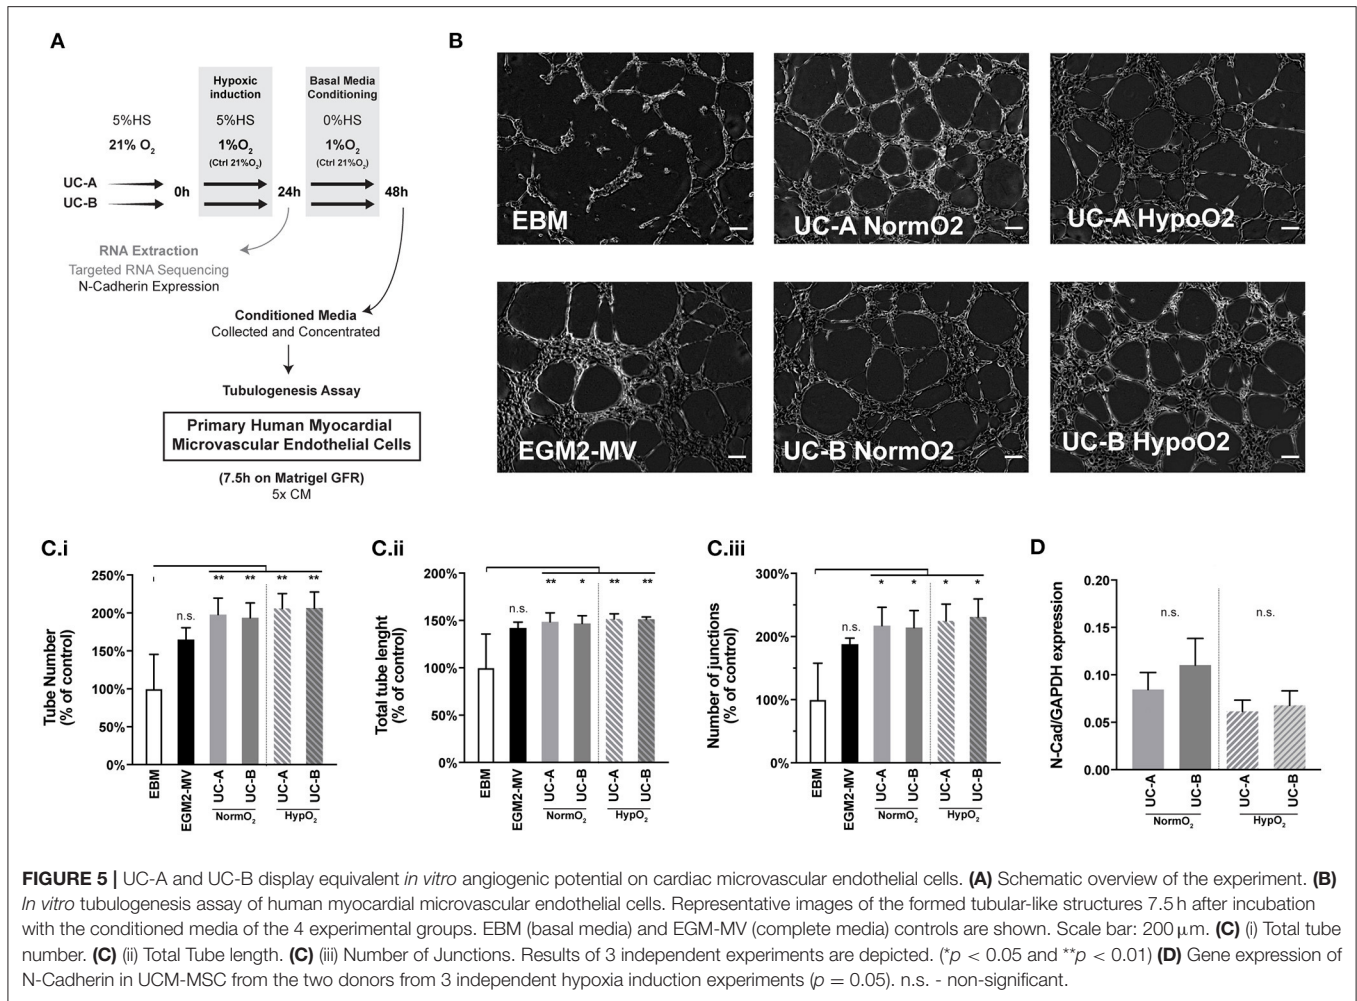 A
Hypoxic
induction
Basal Media
Conditioning
5%HS
5%HS
0%HS
21% O2
1%O2
1%O2
(Ctrl 21%O2)
(Ctrl 21%O2)
UC-A
UC-B
0h
24h
48h
RNA Extraction
Targeted RNA Sequencing
N-Cadherin Expression
Conditioned Media
Collected and Concentrated
Tubulogenesis Assay
Primary Human Myocardial
Microvascular Endothelial Cells
(7.5h on Matrigel GFR)
5x CM
B
EBM
UC-A NormO2
UC-A HypoO2
EGM2-MV
UC-B NormO2
UC-B HypoO2
C.i
Tube Number
(% of control)
250%
200%
150%
100%
50%
0%
n.s.
**
**
**
**
EBM
EGM2-MV
UC-A
UC-B
UC-A
UC-B
NormO2
HypO2
C.ii
Total tube lenght
(% of control)
200%
150%
100%
50%
0%
n.s.
**
*
**
**
EBM
EGM2-MV
UC-A
UC-B
UC-A
UC-B
NormO2
HypO2
C.iii
Number of junctions
(% of control)
300%
200%
100%
0%
n.s.
*
*
*
*
EBM
EGM2-MV
UC-A
UC-B
UC-A
UC-B
NormO2
HypO2
D
N-Cad/GAPDH expression
0.20
0.15
0.10
0.05
0.00
n.s.
n.s.
UC-A
UC-B
UC-A
UC-B
NormO2
HypO2
FIGURE 5 | UC-A and UC-B display equivalent in vitro angiogenic potential on cardiac microvascular endothelial cells. (A) Schematic overview of the experiment. (B)
In vitro tubulogenesis assay of human myocardial microvascular endothelial cells. Representative images of the formed tubular-like structures 7.5 h after incubation
with the conditioned media of the 4 experimental groups. EBM (basal media) and EGM-MV (complete media) controls are shown. Scale bar: 200 μm. (C) (i) Total tube
number. (C) (ii) Total Tube length. (C) (iii) Number of Junctions. Results of 3 independent experiments are depicted. (*p < 0.05 and **p < 0.01) (D) Gene expression of
N-Cadherin in UCM-MSC from the two donors from 3 independent hypoxia induction experiments (p = 0.05). n.s. - non-significant.